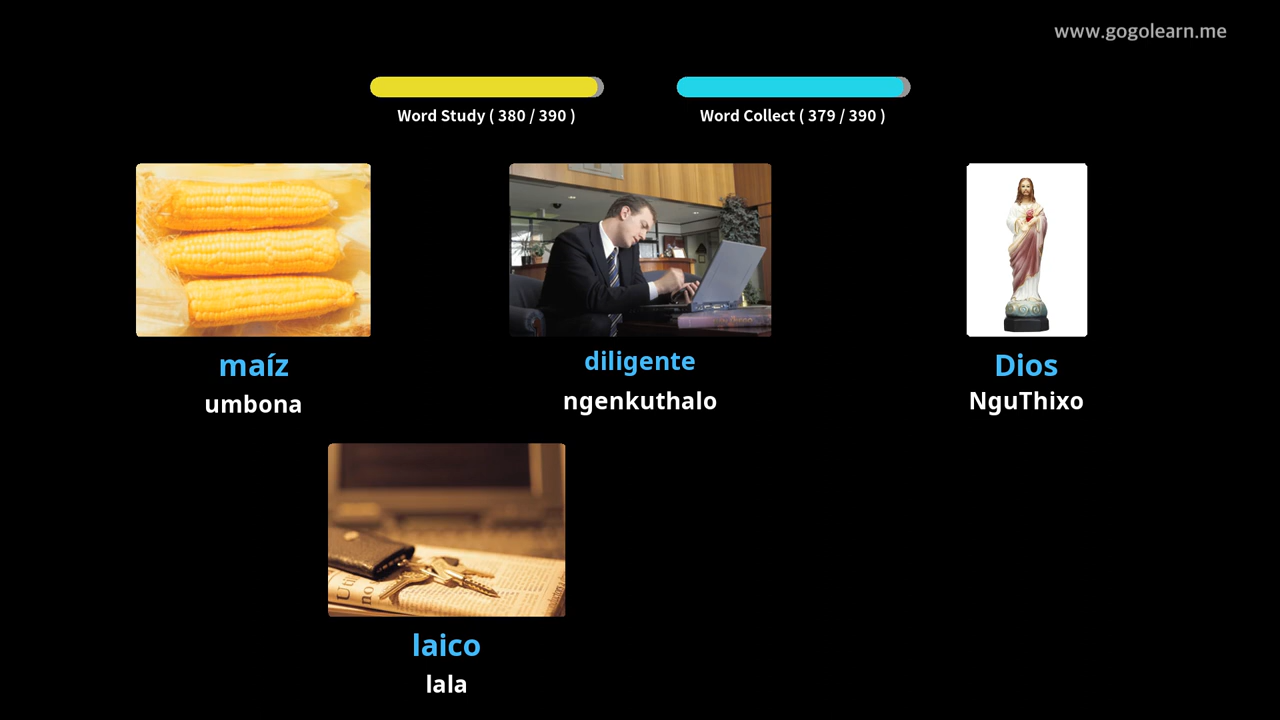 www.gogolearn.me
Word Study ( 380 / 390 )
Word Collect ( 379 / 390 )
maíz
umbona
diligente
ngenkuthalo
Dios
NguThixo
laico
lala